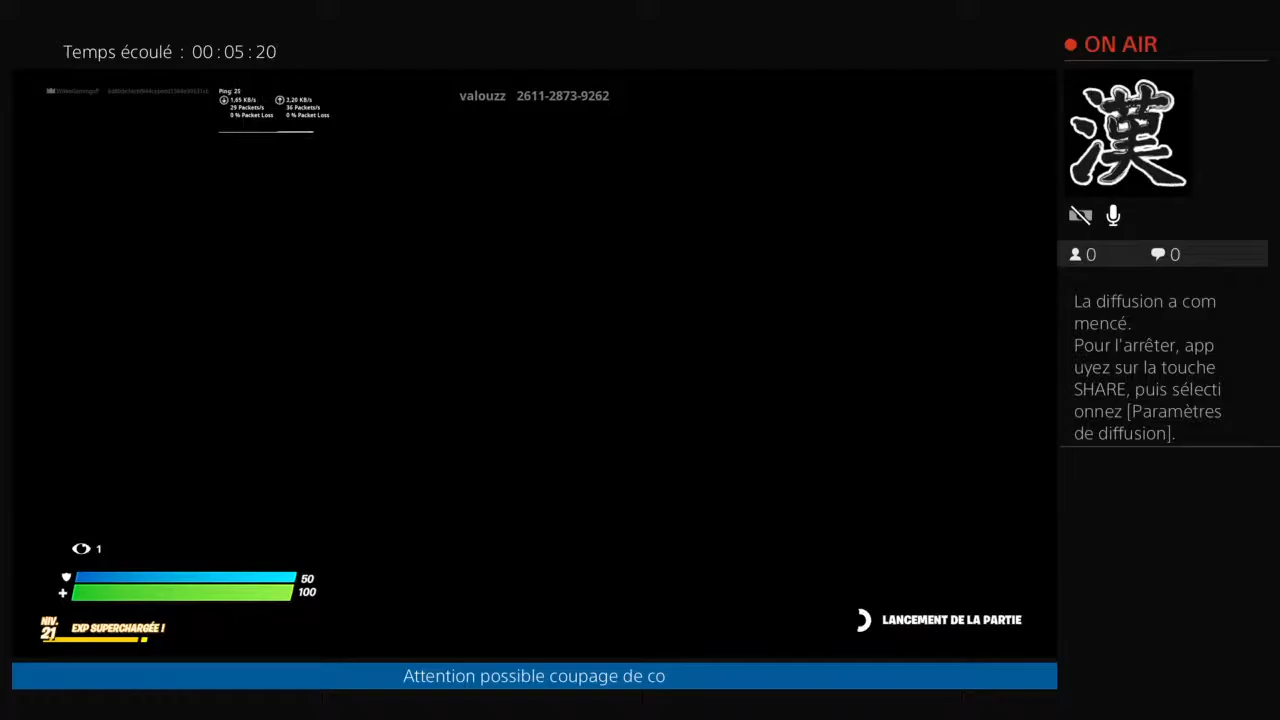 Temps écoulé : 00:05:20
ON AIR
Ping: 25
1,65 KB/s 2,20 KB/s
29 Packets/s 36 Packets/s
0 % Packet Loss 0 % Packet Loss
valouzz 2611-2873-9262
漢
0 0
La diffusion a com
mencé.
Pour l'arrêter, app
uyez sur la touche
SHARE, puis sélecti
onnez [Paramètres
de diffusion].
1
50
100
NIV.
21
EXP SUPERCHARGÉE !
LANCEMENT DE LA PARTIE
Attention possible coupage de co